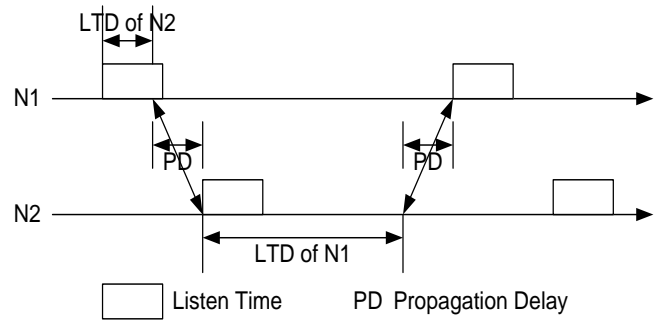 LTD of N2
N1
PD
PD
N2
LTD of N1
Listen Time
PD Propagation Delay